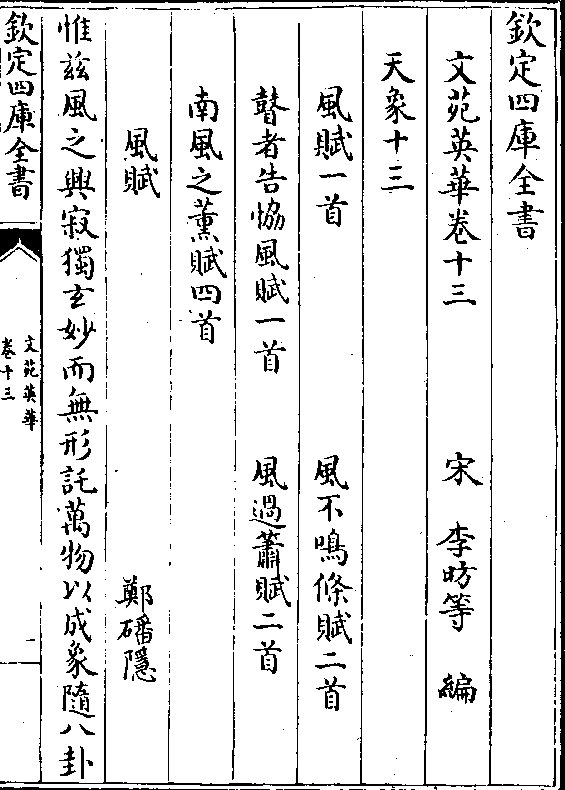 欽定四庫全書
文苑英華卷十三
宋 李昉等 編
天象十三
風賦一首 風不鳴條賦二首
瞽者告恊風賦一首 風過簫賦二首
南風之薰賦四首
風賦 鄭磻隱
惟兹風之興寂獨玄妙而無形託萬物以成象隨八卦
欽定四庫全書
文苑英華
卷十三
一